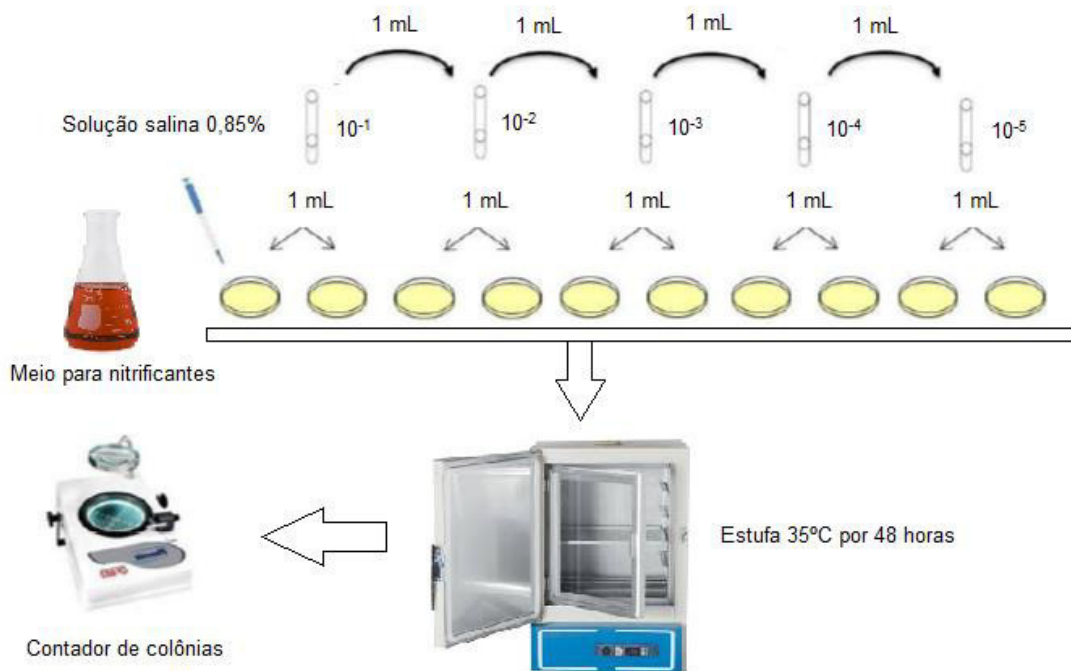 1 mL
1 mL
1 mL
1 mL
Solução salina 0,85%
10⁻¹
10⁻²
10⁻³
10⁻⁴
10⁻⁵
1 mL
1 mL
1 mL
1 mL
1 mL
Meio para nitrificantes
Estufa 35ºC por 48 horas
Contador de colônias